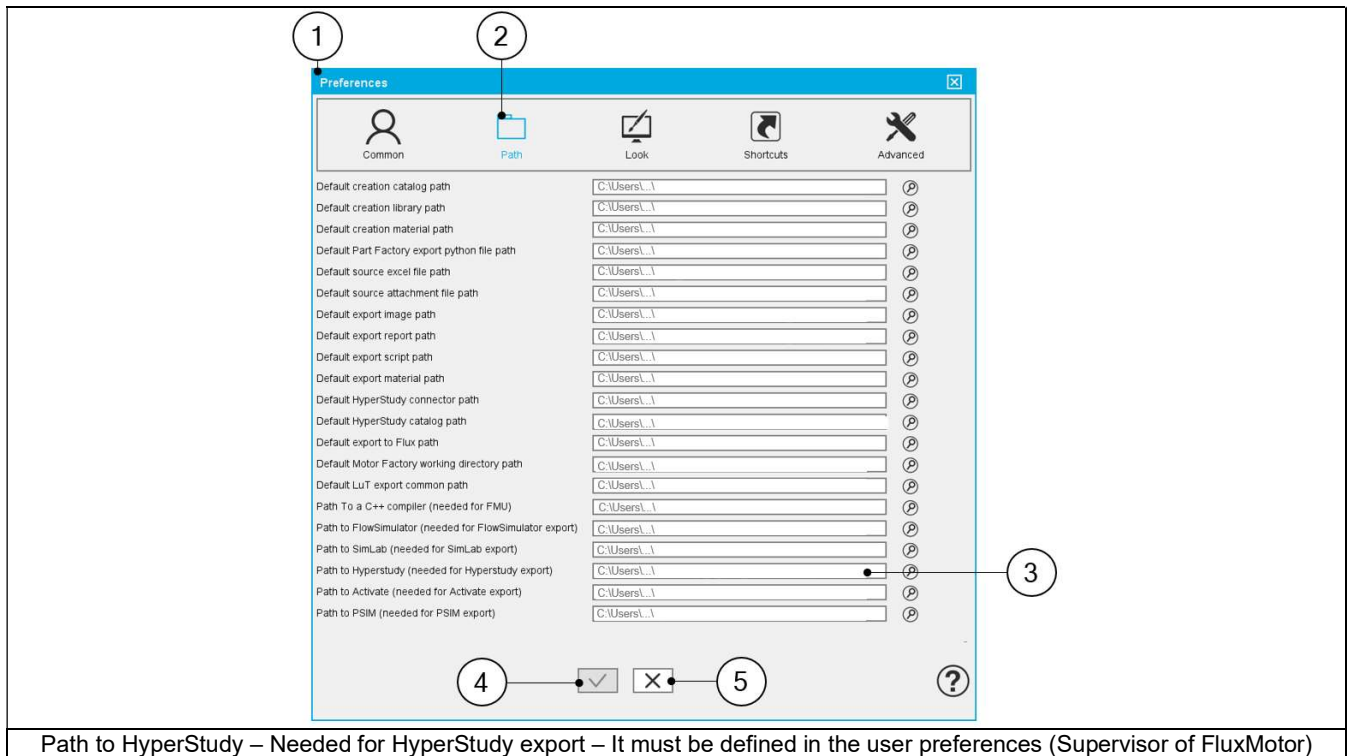 1
2
Preferences
Common
Path
Look
Shortcuts
Advanced
Default creation catalog path C:\Users\...\
Default creation library path C:\Users\...\
Default creation material path C:\Users\...\
Default Part Factory export python file path C:\Users\...\
Default source excel file path C:\Users\...\
Default source attachment file path C:\Users\...\
Default export image path C:\Users\...\
Default export report path C:\Users\...\
Default export script path C:\Users\...\
Default export material path C:\Users\...\
Default HyperStudy connector path C:\Users\...\
Default HyperStudy catalog path C:\Users\...\
Default export to Flux path C:\Users\...\
Default Motor Factory working directory path C:\Users\...\
Default LuT export common path C:\Users\...\
Path To a C++ compiler (needed for FMU) C:\Users\...\
Path to FlowSimulator (needed for FlowSimulator export) C:\Users\...\
Path to SimLab (needed for SimLab export) C:\Users\...\
Path to Hyperstudy (needed for Hyperstudy export) C:\Users\...\
3
Path to Activate (needed for Activate export) C:\Users\...\
Path to PSIM (needed for PSIM export) C:\Users\...\
4
5
?
Path to HyperStudy – Needed for HyperStudy export – It must be defined in the user preferences (Supervisor of FluxMotor)